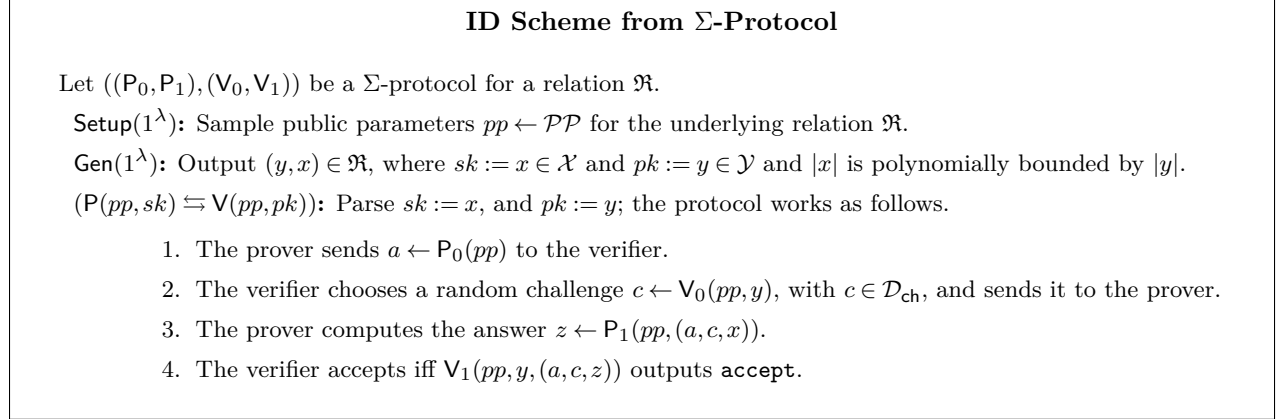 ID Scheme from Σ-Protocol
Let ((P₀,P₁),(V₀,V₁)) be a Σ-protocol for a relation ℜ.
Setup(1^λ): Sample public parameters pp ← 𝒫𝒫 for the underlying relation ℜ.
Gen(1^λ): Output (y,x) ∈ ℜ, where sk := x ∈ 𝒳 and pk := y ∈ 𝒴 and |x| is polynomially bounded by |y|.
(P(pp,sk) ⇆ V(pp,pk)): Parse sk := x, and pk := y; the protocol works as follows.
1. The prover sends a ← P₀(pp) to the verifier.
2. The verifier chooses a random challenge c ← V₀(pp,y), with c ∈ 𝒟_ch, and sends it to the prover.
3. The prover computes the answer z ← P₁(pp,(a,c,x)).
4. The verifier accepts iff V₁(pp,y,(a,c,z)) outputs accept.